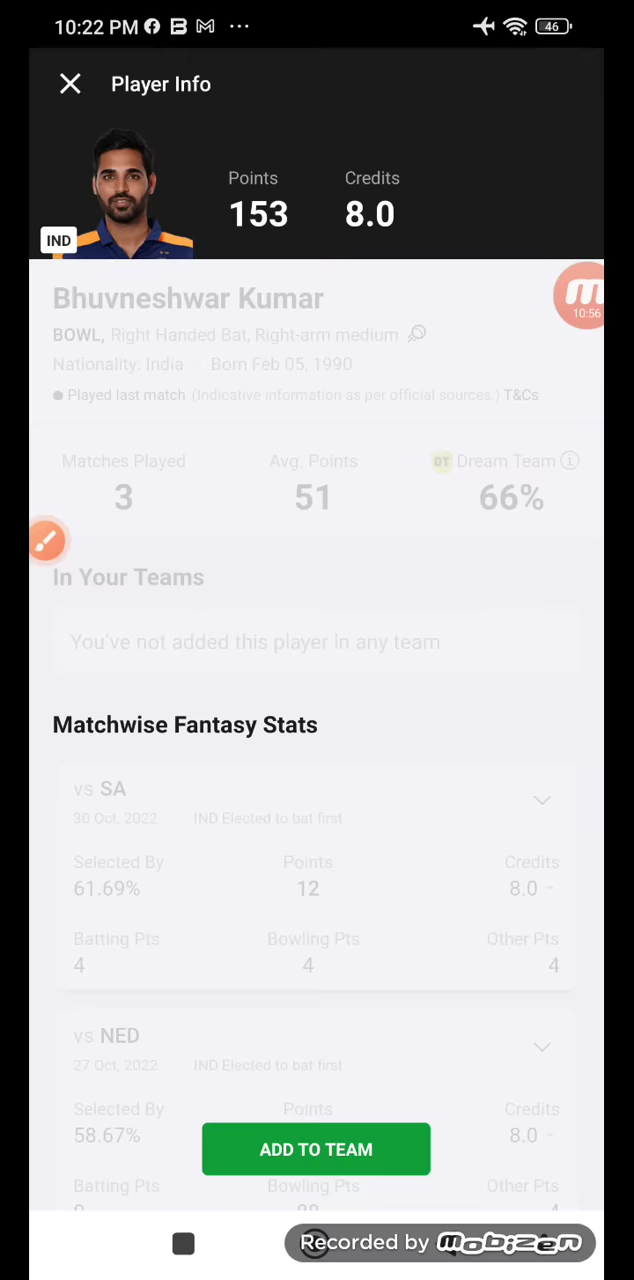 10:22 PM ··· 46
Player Info
Points Credits
153 8.0
IND
Bhuvneshwar Kumar
10:56
BOWL, Right Handed Bat, Right-arm medium
Nationality: India Born Feb 05, 1990
Played last match (Indicative information as per official sources.) T&Cs
Matches Played Avg. Points DT Dream Team
3 51 66%
In Your Teams
You've not added this player in any team
Matchwise Fantasy Stats
vs SA
30 Oct, 2022 IND Elected to bat first
Selected By Points Credits
61.69% 12 8.0 -
Batting Pts Bowling Pts Other Pts
4 4 4
vs NED
27 Oct, 2022 IND Elected to bat first
Selected By Points Credits
58.67% 8.0 -
ADD TO TEAM
Batting Pts Bowling Pts Other Pts
Recorded by mobizen